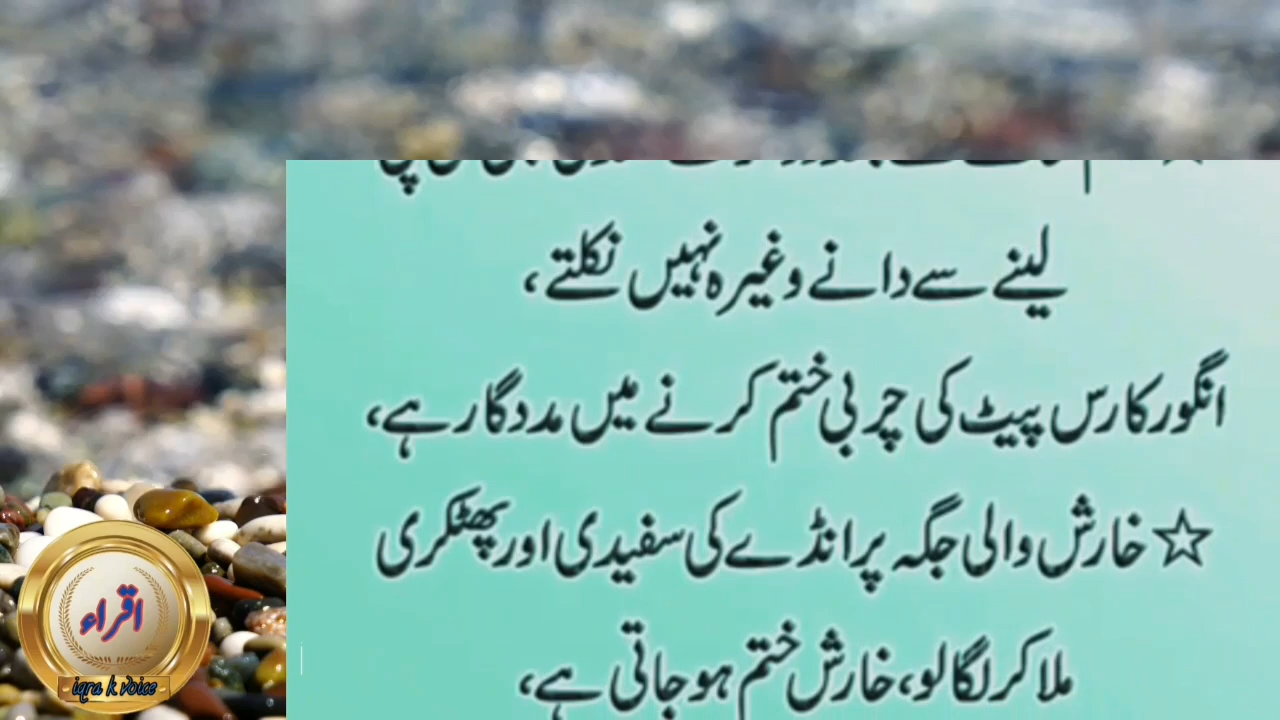 لینے سے دانے وغیرہ نہیں نکلتے،
انگور کا رس پیٹ کی چربی ختم کرنے میں مددگار ہے،
☆ خارش والی جگہ پر انڈے کی سفیدی اور پھٹکری
ملا کر لگا لو، خارش ختم ہو جاتی ہے،
اقراء
iqra k voice